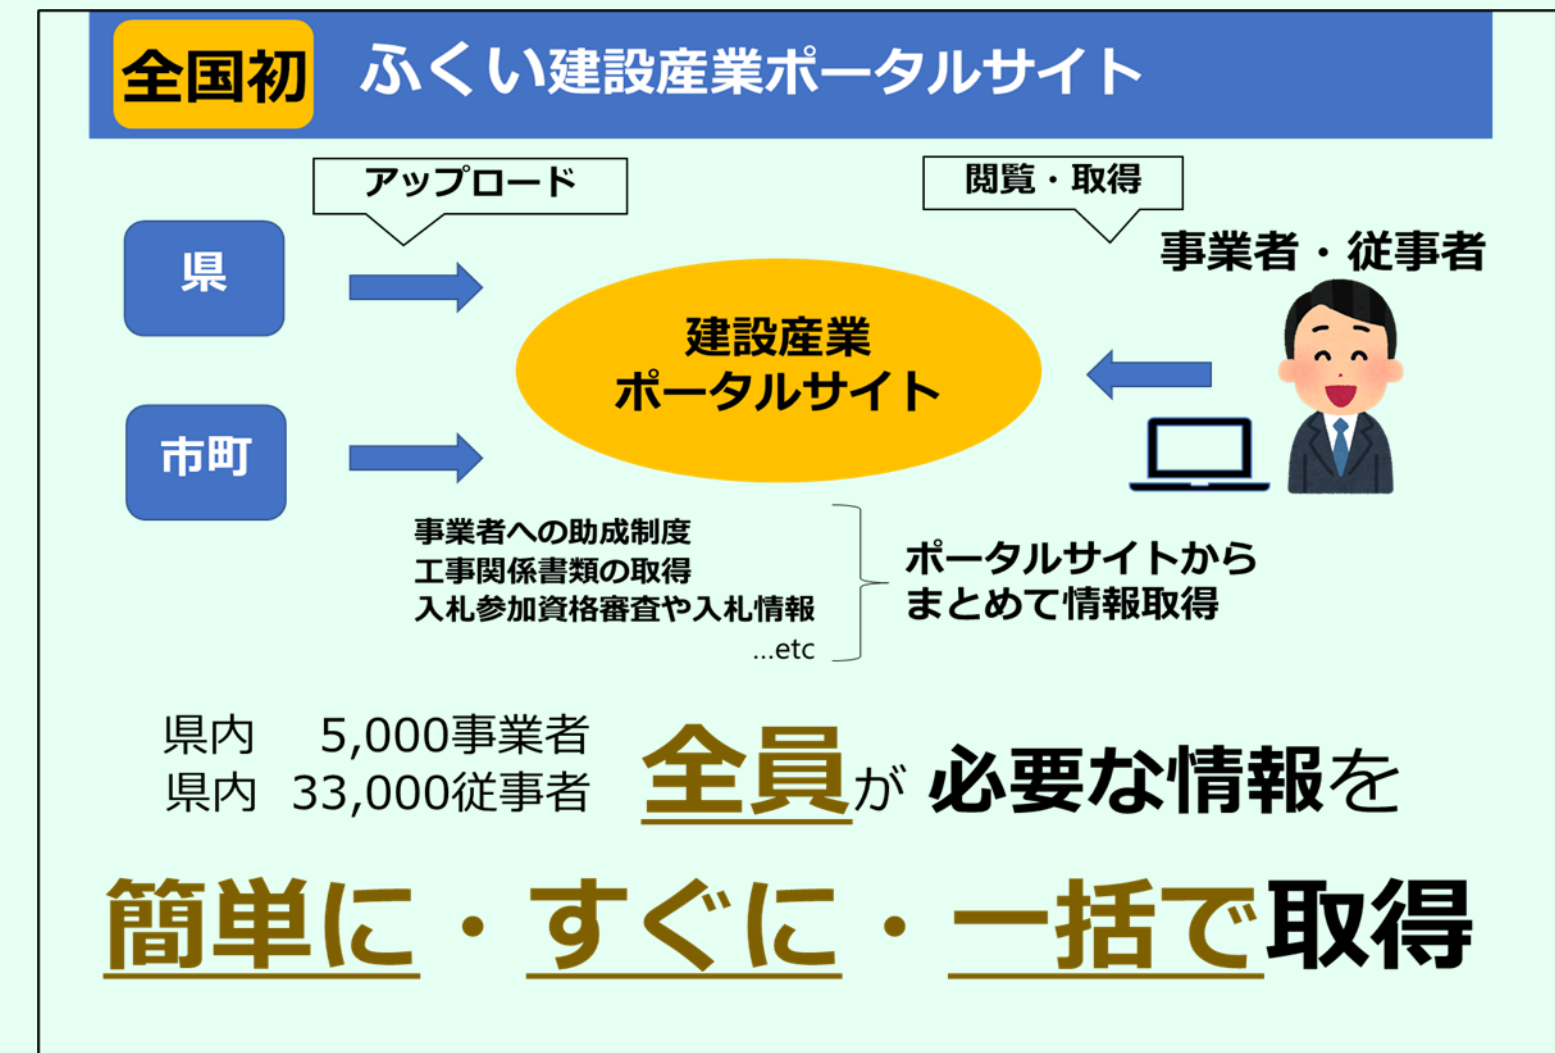 全国初 ふくい建設産業ポータルサイト
アップロード
閲覧・取得
県
市町
事業者・従事者
建設産業
ポータルサイト
事業者への助成制度
工事関係書類の取得
入札参加資格審査や入札情報
...etc
ポータルサイトから
まとめて情報取得
県内 5,000事業者
県内 33,000従事者
全員が 必要な情報を
簡単に・すぐに・一括で取得